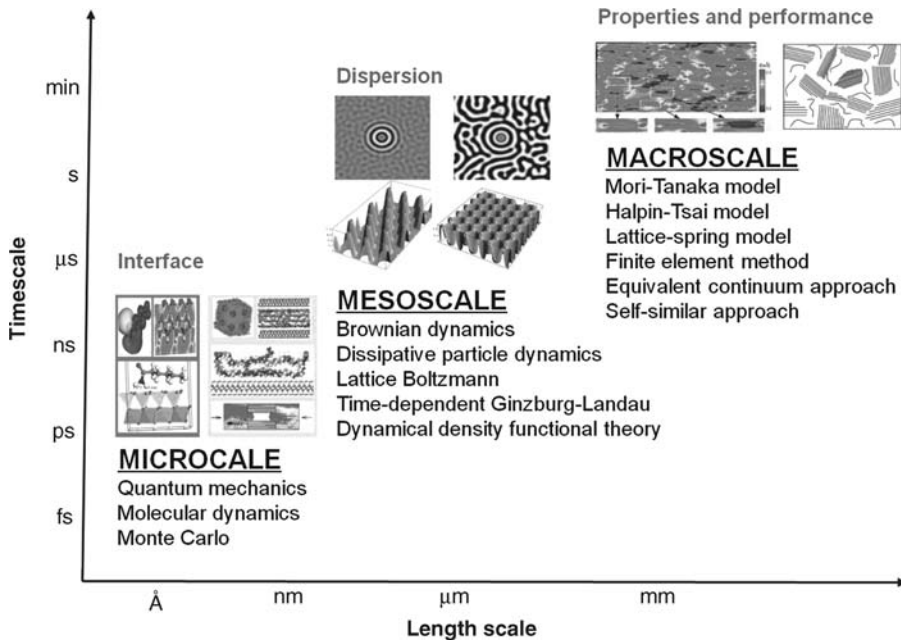 Properties and performance
Dispersion
Interface
MACROSCALE
Mori-Tanaka model
Halpin-Tsai model
Lattice-spring model
Finite element method
Equivalent continuum approach
Self-similar approach
MESOSCALE
Brownian dynamics
Dissipative particle dynamics
Lattice Boltzmann
Time-dependent Ginzburg-Landau
Dynamical density functional theory
MICROCALE
Quantum mechanics
Molecular dynamics
Monte Carlo
Timescale
min
s
μs
ns
ps
fs
Å
nm
μm
mm
Length scale